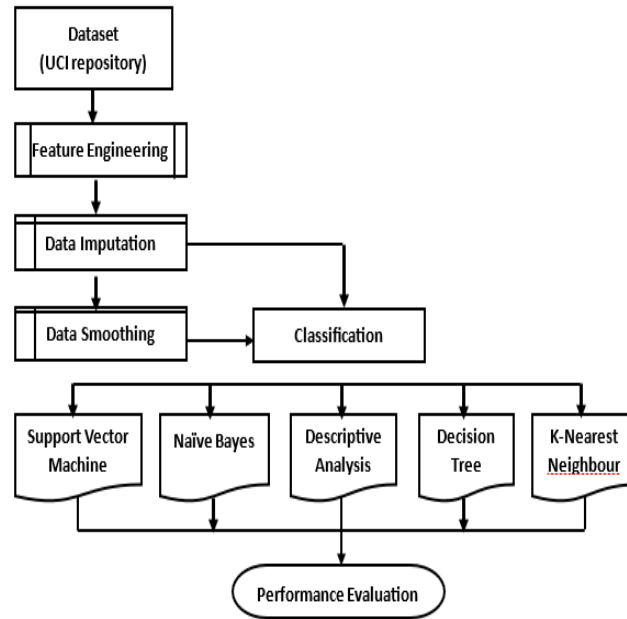 Dataset
(UCI repository)
Feature Engineering
Data Imputation
Data Smoothing
Classification
Support Vector
Machine
Naïve Bayes
Descriptive
Analysis
Decision
Tree
K-Nearest
Neighbour
Performance Evaluation